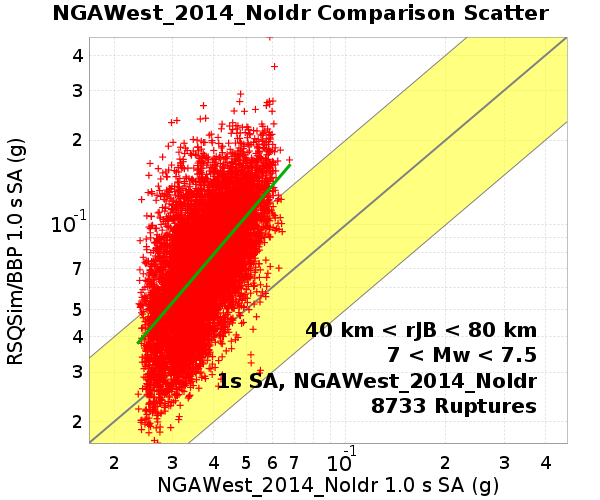 NGAWest_2014_NoIdr Comparison Scatter
RSQSim/BBP 1.0 s SA (g)
4
3
2
10^-1
7
5
4
3
2
40 km < rJB < 80 km
7 < Mw < 7.5
1s SA, NGAWest_2014_NoIdr
8733 Ruptures
2 3 4 5 6 7 10^-1 2 3 4
NGAWest_2014_NoIdr 1.0 s SA (g)